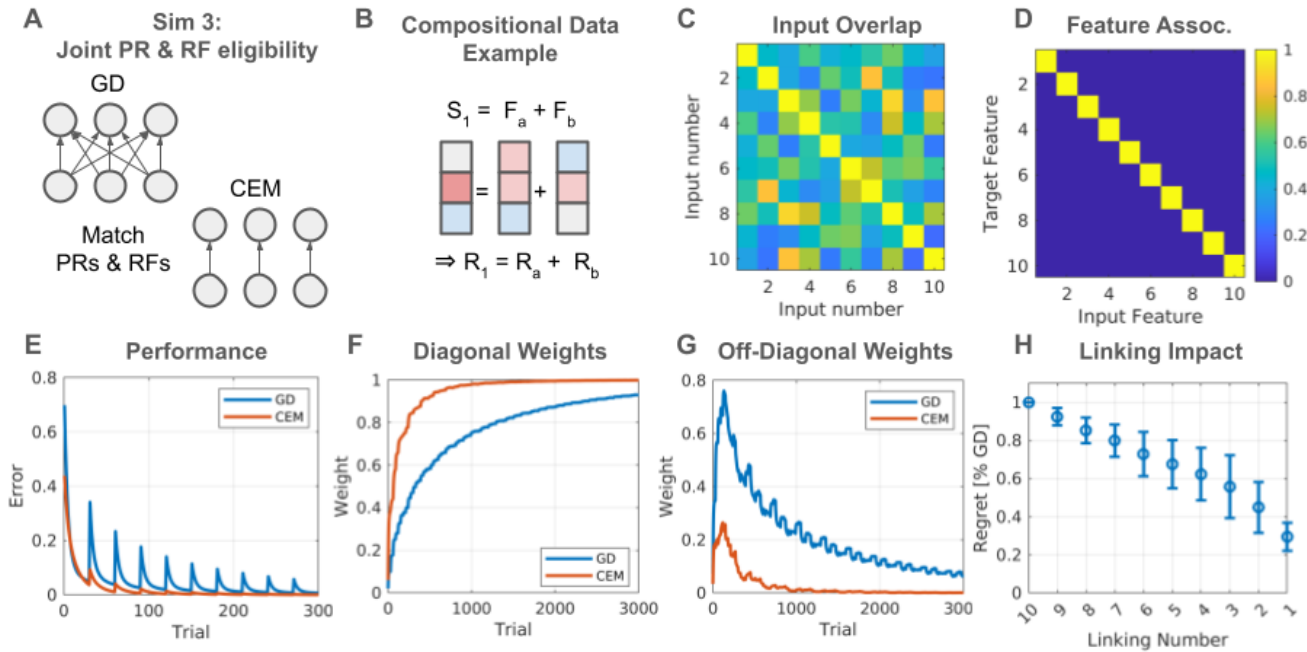 A
Sim 3:
Joint PR & RF eligibility
GD
CEM
Match
PRs & RFs
B
Compositional Data
Example
S1 = Fa + Fb
= +
⇒ R1 = Ra + Rb
C
Input Overlap
Input number
2
4
6
8
10
2 4 6 8 10
Input number
D
Feature Assoc.
Target Feature
2
4
6
8
10
2 4 6 8 10
Input Feature
1
0.8
0.6
0.4
0.2
0
E
Performance
Error
0.8
0.6
0.4
0.2
0
GD
CEM
0 100 200 300
Trial
F
Diagonal Weights
Weight
1
0.8
0.6
0.4
0.2
0
GD
CEM
0 1000 2000 3000
Trial
G
Off-Diagonal Weights
Weight
0.8
0.6
0.4
0.2
0
GD
CEM
0 1000 2000 300
Trial
H
Linking Impact
Regret [% GD]
1
0.8
0.6
0.4
0.2
0
10 9 8 7 6 5 4 3 2 1
Linking Number